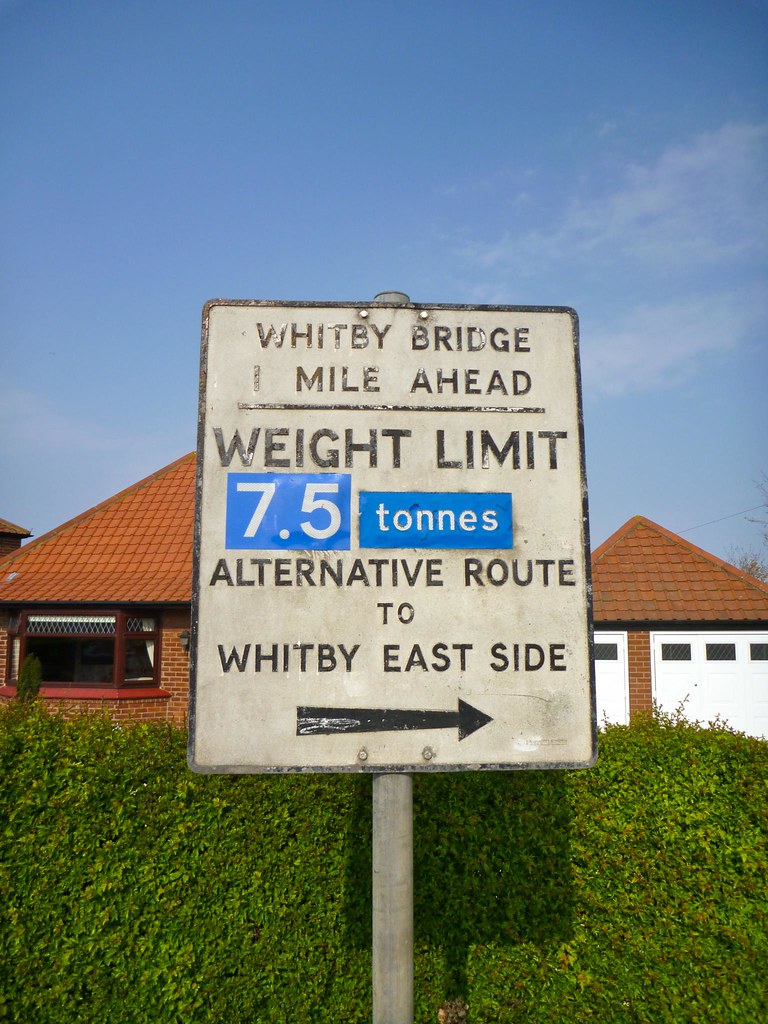 WHITBY BRIDGE
1 MILE AHEAD
WEIGHT LIMIT
7.5 tonnes
ALTERNATIVE ROUTE
TO
WHITBY EAST SIDE